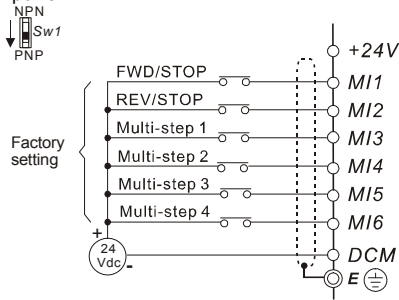 NPN
Sw1
PNP
+24V
FWD/STOP
MI1
REV/STOP
MI2
Multi-step 1
MI3
Factory
setting
Multi-step 2
MI4
Multi-step 3
MI5
Multi-step 4
MI6
+
24
Vdc
-
DCM
E